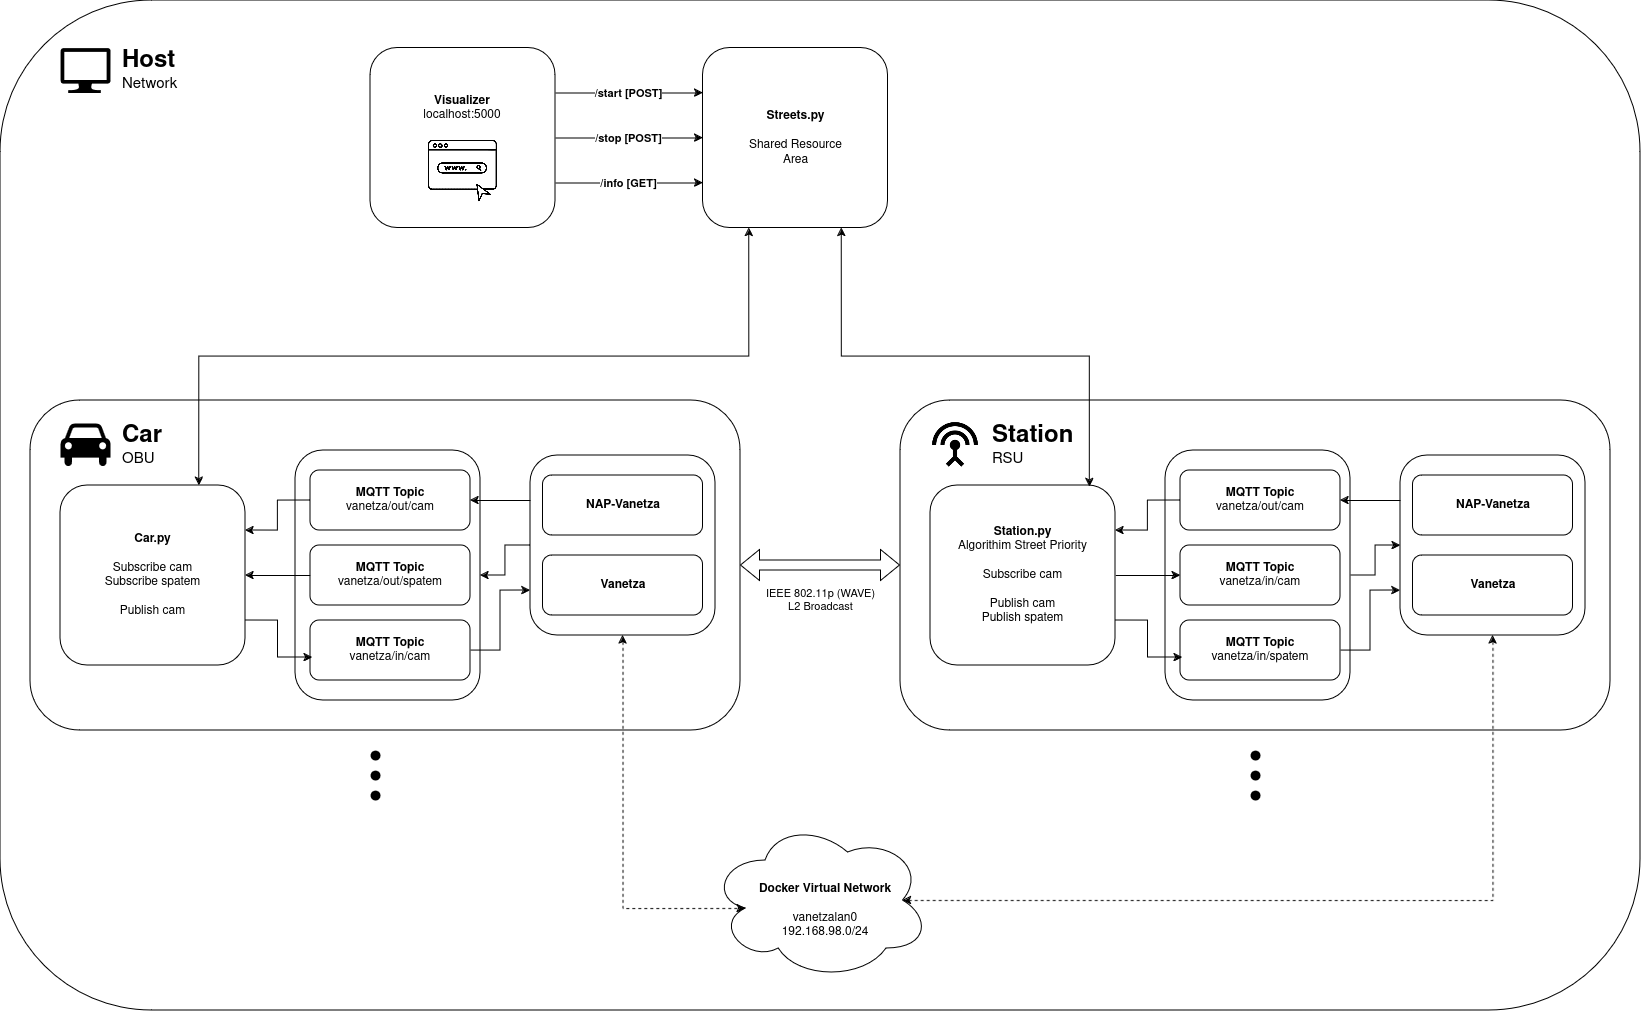 Host
Network
Visualizer
localhost:5000
www.
/start [POST]
/stop [POST]
/info [GET]
Streets.py
Shared Resource
Area
Car
OBU
Car.py
Subscribe cam
Subscribe spatem
Publish cam
MQTT Topic
vanetza/out/cam
MQTT Topic
vanetza/out/spatem
MQTT Topic
vanetza/in/cam
NAP-Vanetza
Vanetza
IEEE 802.11p (WAVE)
L2 Broadcast
Station
RSU
Station.py
Algorithim Street Priority
Subscribe cam
Publish cam
Publish spatem
MQTT Topic
vanetza/out/cam
MQTT Topic
vanetza/in/cam
MQTT Topic
vanetza/in/spatem
NAP-Vanetza
Vanetza
Docker Virtual Network
vanetzalan0
192.168.98.0/24